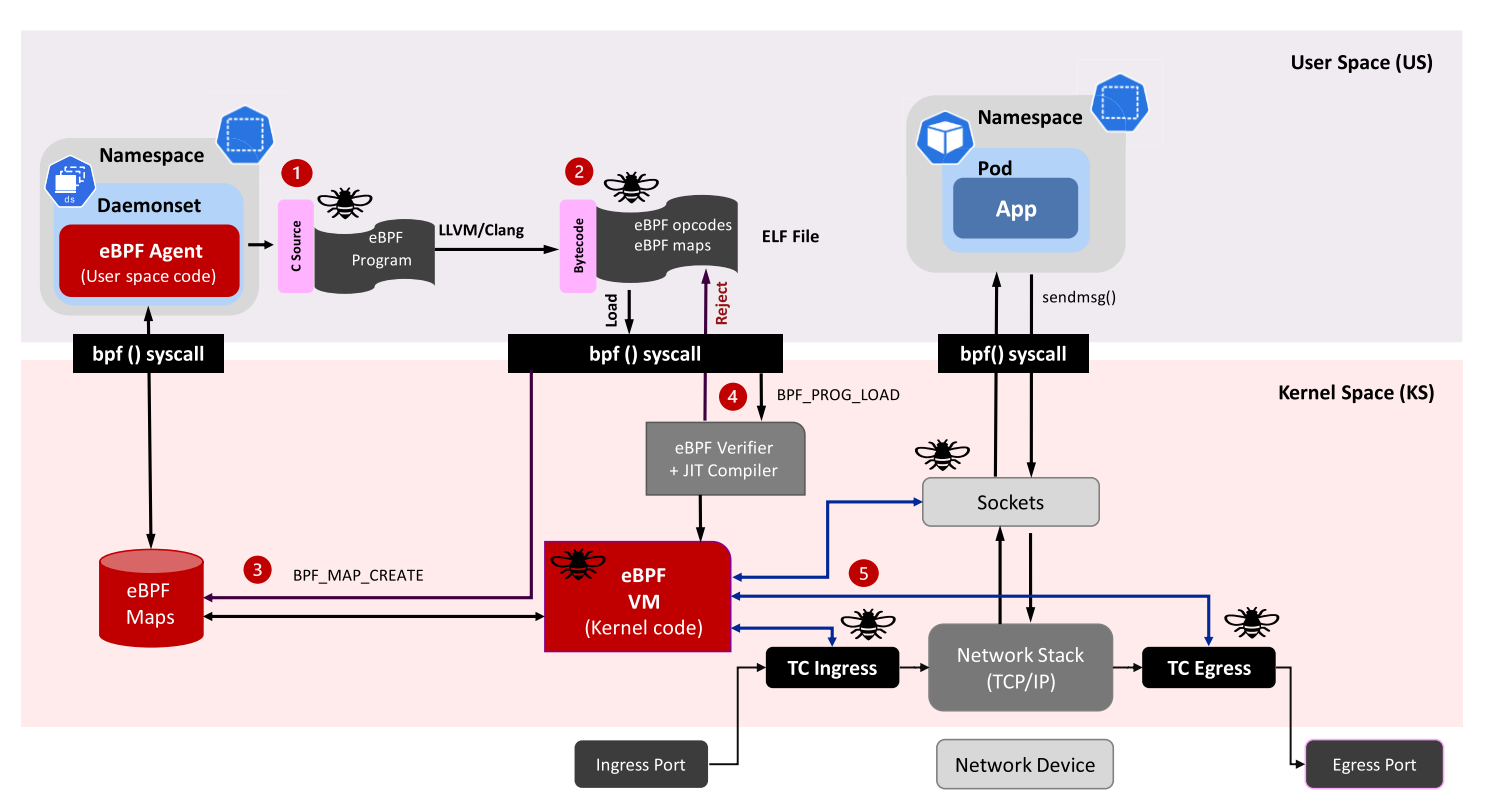 User Space (US)
Namespace
ds
Daemonset
eBPF Agent
(User space code)
1
C Source
eBPF
Program
LLVM/Clang
2
Bytecode
eBPF opcodes
eBPF maps
ELF File
Namespace
Pod
App
Load
Reject
sendmsg()
bpf () syscall
bpf () syscall
bpf() syscall
Kernel Space (KS)
4
BPF_PROG_LOAD
eBPF Verifier
+ JIT Compiler
Sockets
3
BPF_MAP_CREATE
eBPF
Maps
eBPF
VM
(Kernel code)
5
TC Ingress
Network Stack
(TCP/IP)
TC Egress
Ingress Port
Network Device
Egress Port